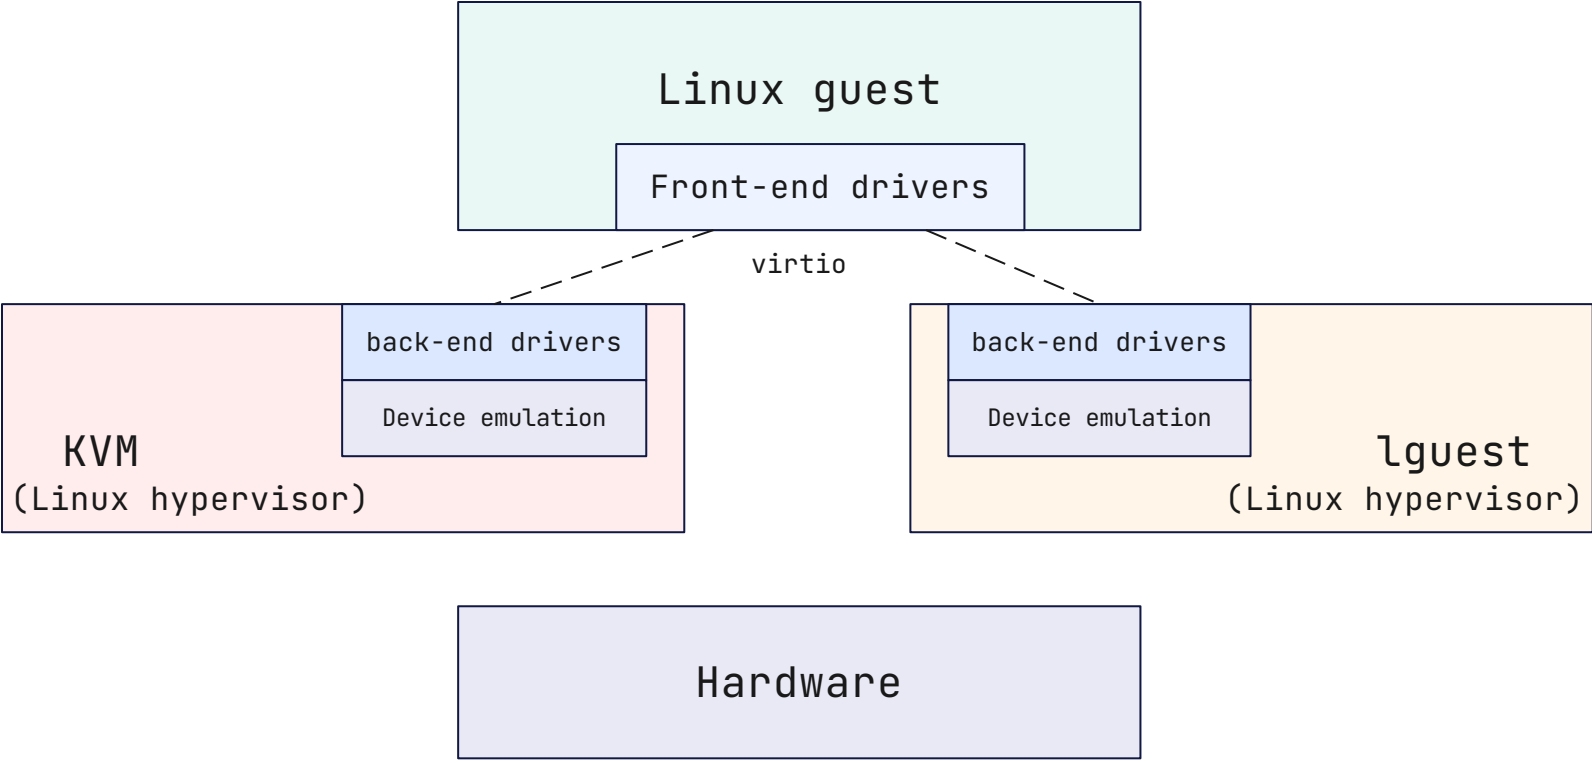 Linux guest
Front-end drivers
virtio
back-end drivers
Device emulation
KVM
(Linux hypervisor)
back-end drivers
Device emulation
lguest
(Linux hypervisor)
Hardware